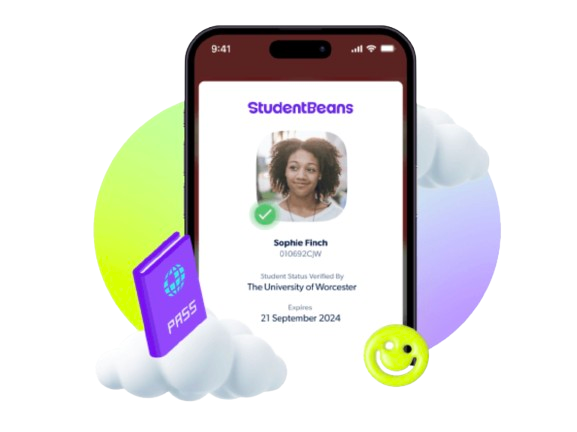 9:41
StudentBeans
Sophie Finch
010692CJW
Student Status Verified By
The University of Worcester
Expires
21 September 2024
PASS